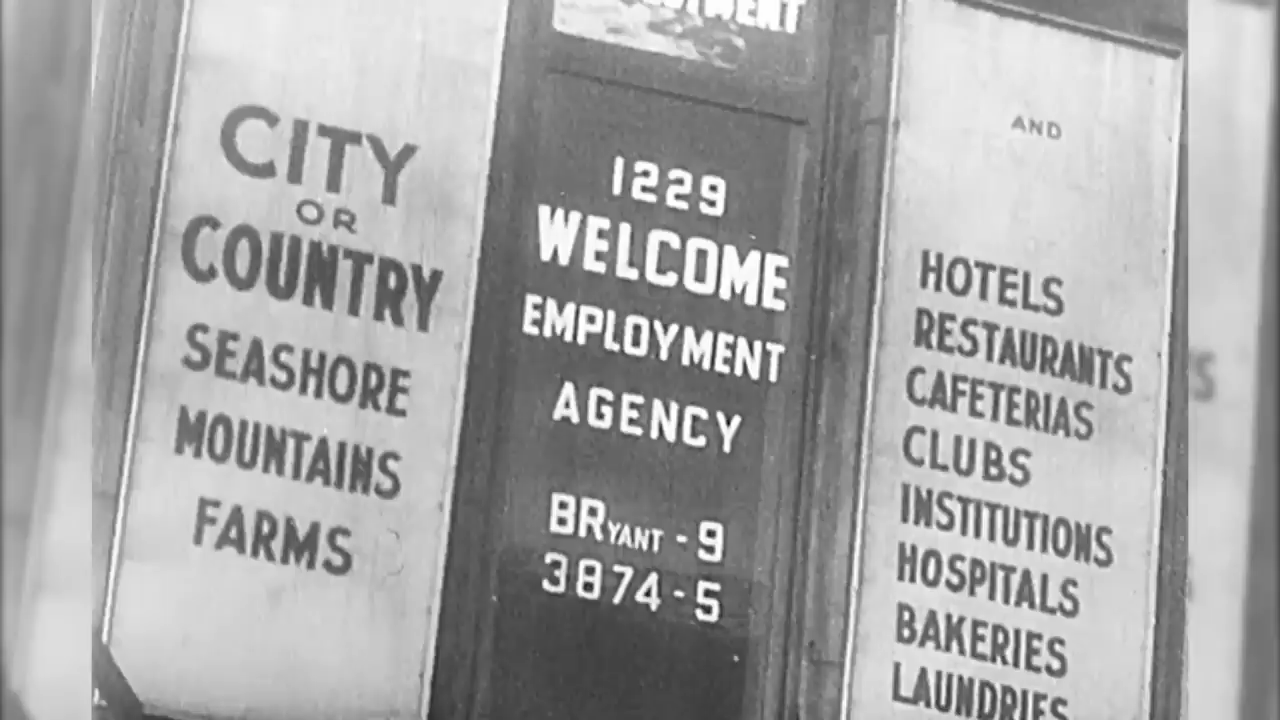 CITY
OR
COUNTRY
SEASHORE
MOUNTAINS
FARMS
1229
WELCOME
EMPLOYMENT
AGENCY
BRYANT - 9
3874-5
AND
HOTELS
RESTAURANTS
CAFETERIAS
CLUBS
INSTITUTIONS
HOSPITALS
BAKERIES
LAUNDRIES